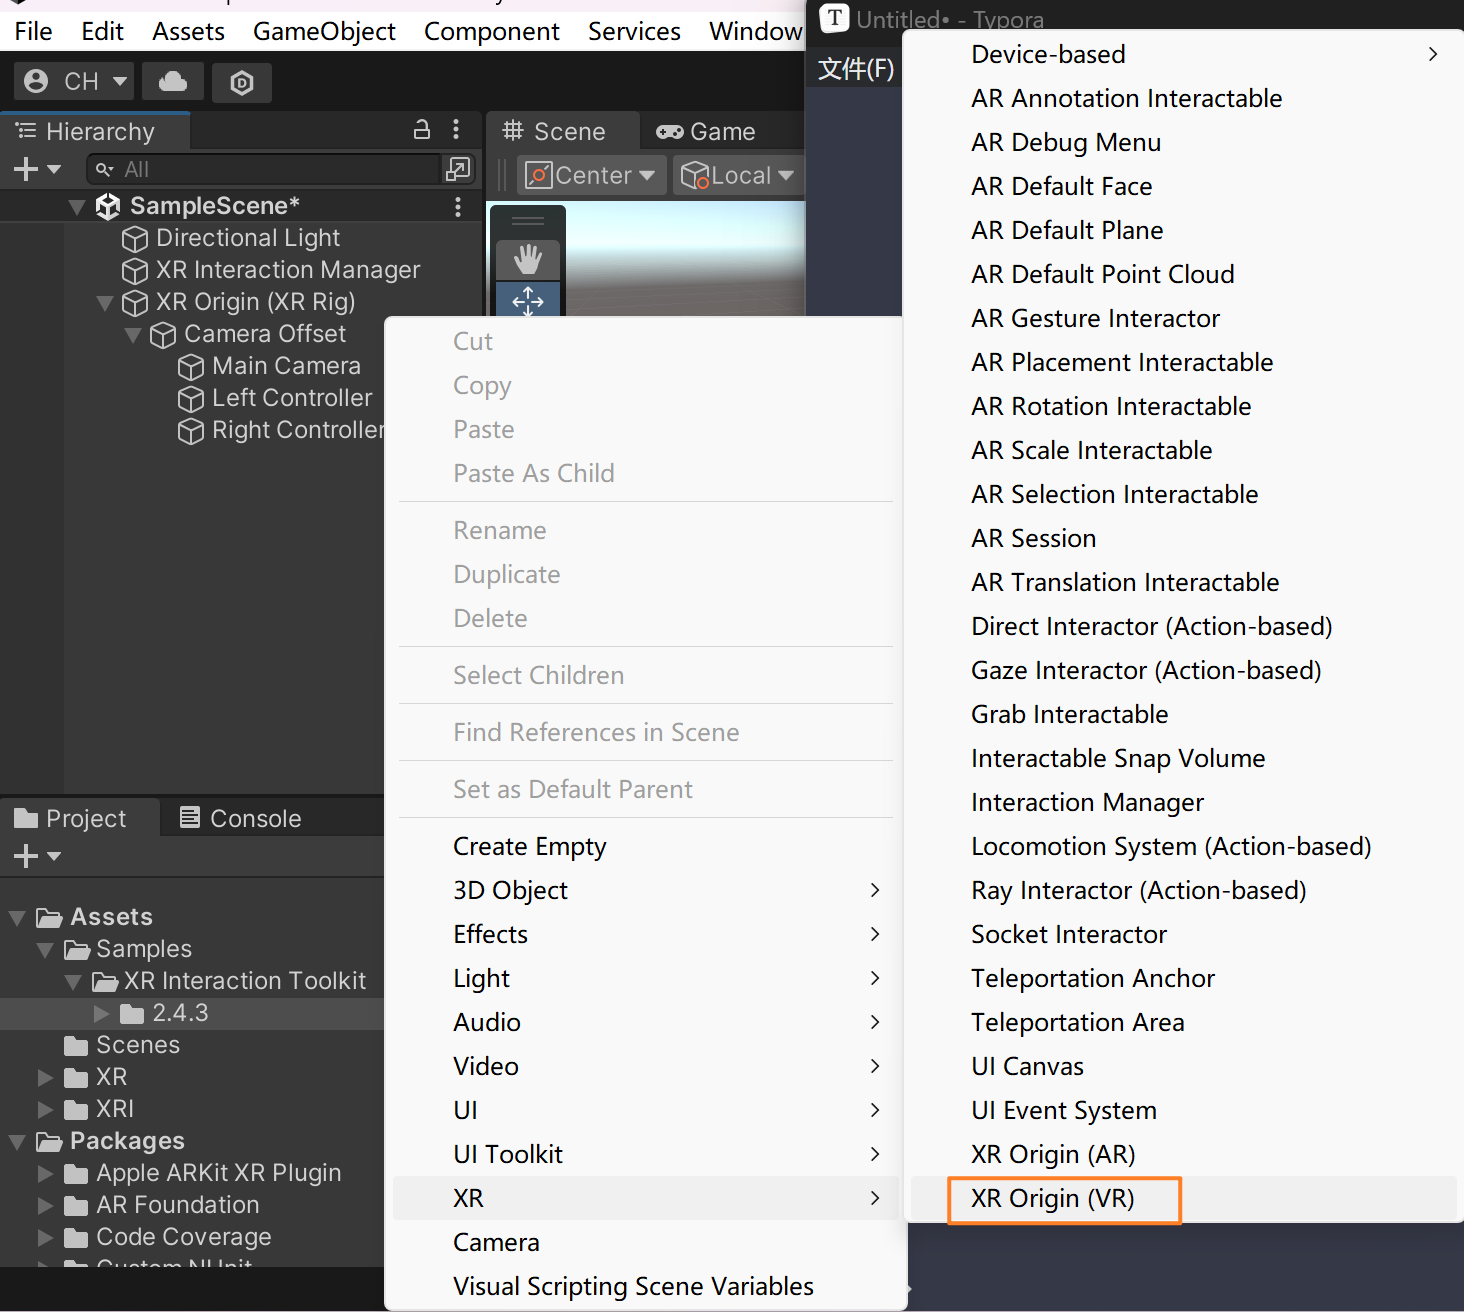 File Edit Assets GameObject Component Services Window
CH
Hierarchy
All
SampleScene*
Directional Light
XR Interaction Manager
XR Origin (XR Rig)
Camera Offset
Main Camera
Left Controller
Right Controller
Scene Game
Center Local
T Untitled• - Typora
文件(F)
Project Console
Assets
Samples
XR Interaction Toolkit
2.4.3
Scenes
XR
XRI
Packages
Apple ARKit XR Plugin
AR Foundation
Code Coverage
Custom NUnit
Cut
Copy
Paste
Paste As Child
Rename
Duplicate
Delete
Select Children
Find References in Scene
Set as Default Parent
Create Empty
3D Object
Effects
Light
Audio
Video
UI
UI Toolkit
XR
Camera
Visual Scripting Scene Variables
Device-based
AR Annotation Interactable
AR Debug Menu
AR Default Face
AR Default Plane
AR Default Point Cloud
AR Gesture Interactor
AR Placement Interactable
AR Rotation Interactable
AR Scale Interactable
AR Selection Interactable
AR Session
AR Translation Interactable
Direct Interactor (Action-based)
Gaze Interactor (Action-based)
Grab Interactable
Interactable Snap Volume
Interaction Manager
Locomotion System (Action-based)
Ray Interactor (Action-based)
Socket Interactor
Teleportation Anchor
Teleportation Area
UI Canvas
UI Event System
XR Origin (AR)
XR Origin (VR)